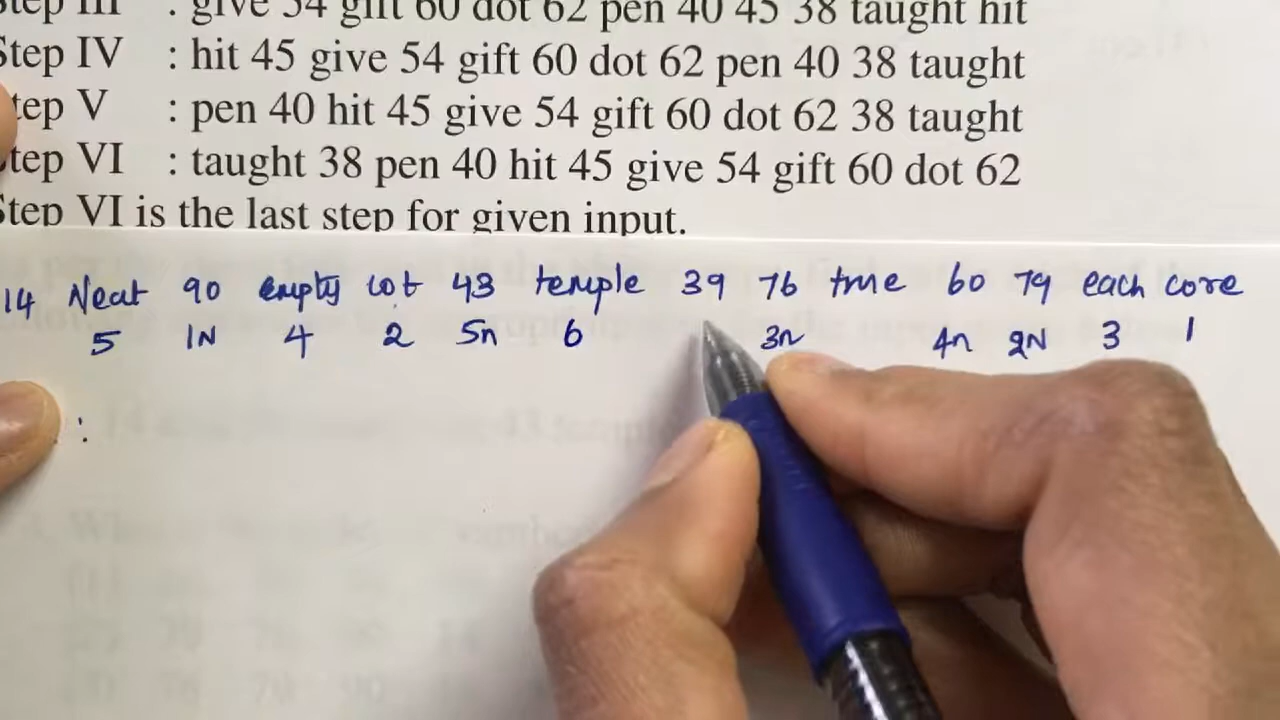 Step III : give 54 gift 60 dot 62 pen 40 45 38 taught hit
Step IV : hit 45 give 54 gift 60 dot 62 pen 40 38 taught
tep V : pen 40 hit 45 give 54 gift 60 dot 62 38 taught
tep VI : taught 38 pen 40 hit 45 give 54 gift 60 dot 62
Step VI is the last step for given input.
14 Neat 90 empty cot 43 temple 39 76 true 60 79 each core
5 1N 4 2 5n 6 3n 4n 2N 3 1
: